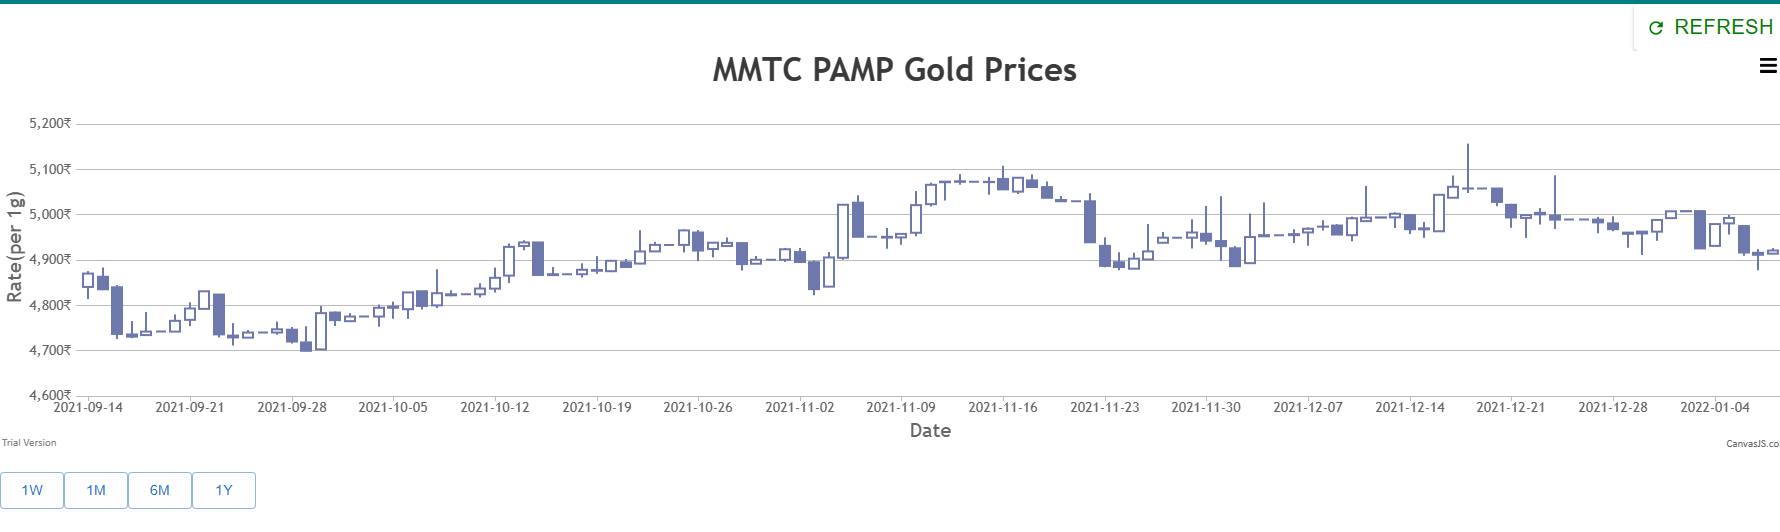 REFRESH
MMTC PAMP Gold Prices
5,200₹
5,100₹
5,000₹
4,900₹
4,800₹
4,700₹
4,600₹
Rate(per 1g)
2021-09-14 2021-09-21 2021-09-28 2021-10-05 2021-10-12 2021-10-19 2021-10-26 2021-11-02 2021-11-09 2021-11-16 2021-11-23 2021-11-30 2021-12-07 2021-12-14 2021-12-21 2021-12-28 2022-01-04
Date
Trial Version CanvasJS.co
1W 1M 6M 1Y